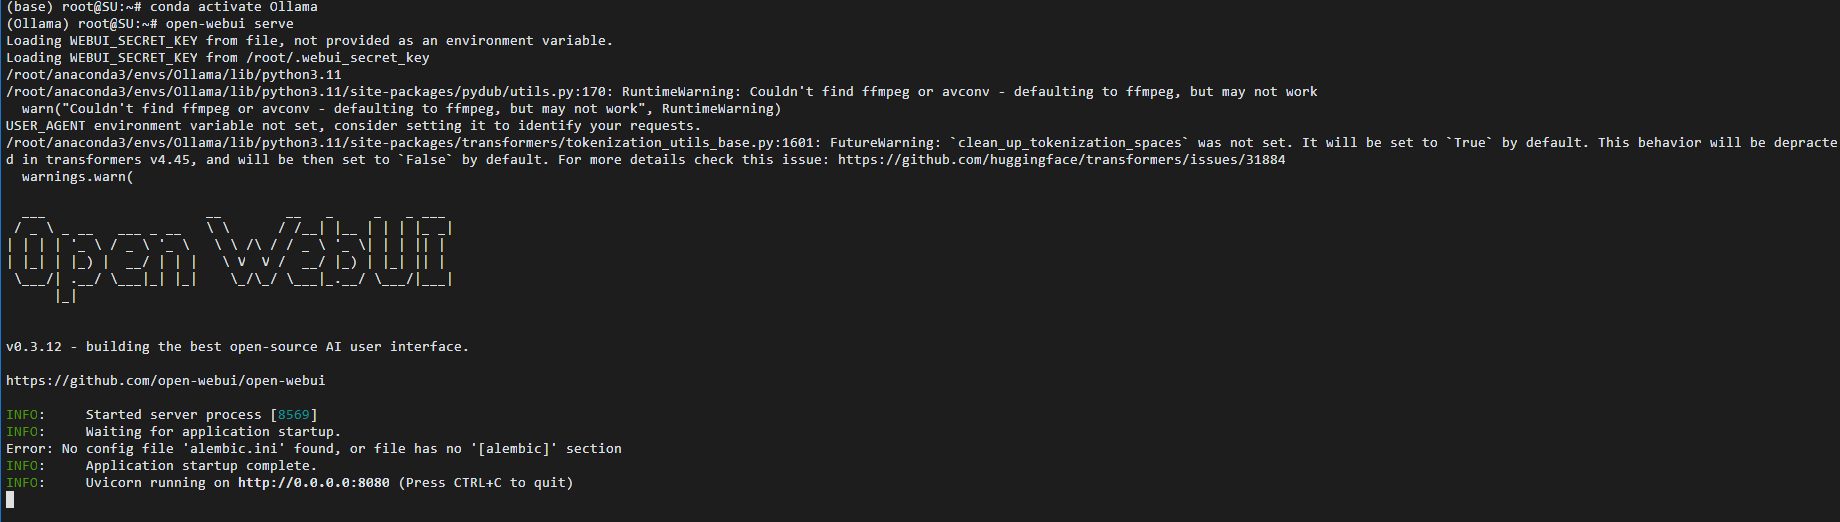 (base) root@SU:~# conda activate Ollama
(Ollama) root@SU:~# open-webui serve
Loading WEBUI_SECRET_KEY from file, not provided as an environment variable.
Loading WEBUI_SECRET_KEY from /root/.webui_secret_key
/root/anaconda3/envs/Ollama/lib/python3.11
/root/anaconda3/envs/Ollama/lib/python3.11/site-packages/pydub/utils.py:170: RuntimeWarning: Couldn't find ffmpeg or avconv - defaulting to ffmpeg, but may not work
  warn("Couldn't find ffmpeg or avconv - defaulting to ffmpeg, but may not work", RuntimeWarning)
USER_AGENT environment variable not set, consider setting it to identify your requests.
/root/anaconda3/envs/Ollama/lib/python3.11/site-packages/transformers/tokenization_utils_base.py:1601: FutureWarning: `clean_up_tokenization_spaces` was not set. It will be set to `True` by default. This behavior will be depracte
d in transformers v4.45, and will be then set to `False` by default. For more details check this issue: https://github.com/huggingface/transformers/issues/31884
  warnings.warn(
Open WebUI
v0.3.12 - building the best open-source AI user interface.
https://github.com/open-webui/open-webui
INFO:     Started server process [8569]
INFO:     Waiting for application startup.
Error: No config file 'alembic.ini' found, or file has no '[alembic]' section
INFO:     Application startup complete.
INFO:     Uvicorn running on http://0.0.0.0:8080 (Press CTRL+C to quit)